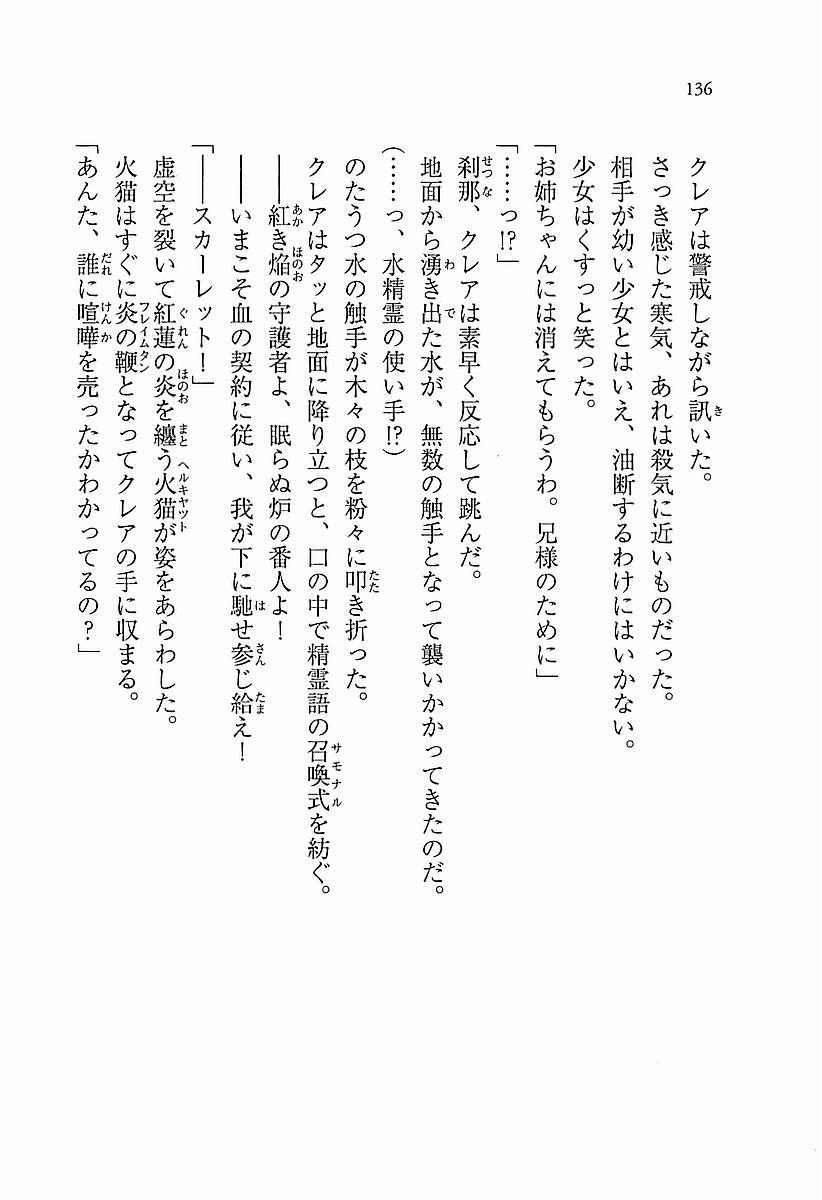 136
クレアは警戒しながら訊いた。
さっき感じた寒気、あれは殺気に近いものだった。
相手が幼い少女とはいえ、油断するわけにはいかない。
少女はくすっと笑った。
「お姉ちゃんには消えてもらうわ。兄様のために」
「……っ!?」
刹那、クレアは素早く反応して跳んだ。
地面から湧き出た水が、無数の触手となって襲いかかってきたのだ。
(……っ、水精霊の使い手!?)
のたうつ水の触手が木々の枝を粉々に叩き折った。
クレアはタッと地面に降り立つと、口の中で精霊語の召喚式を紡ぐ。
――紅き焔の守護者よ、眠らぬ炉の番人よ!
――いまこそ血の契約に従い、我が下に馳せ参じ給え!
「――スカーレット!」
虚空を裂いて紅蓮の炎を纏う火猫が姿をあらわした。
火猫はすぐに炎の鞭となってクレアの手に収まる。
「あんた、誰に喧嘩を売ったかわかってるの?」